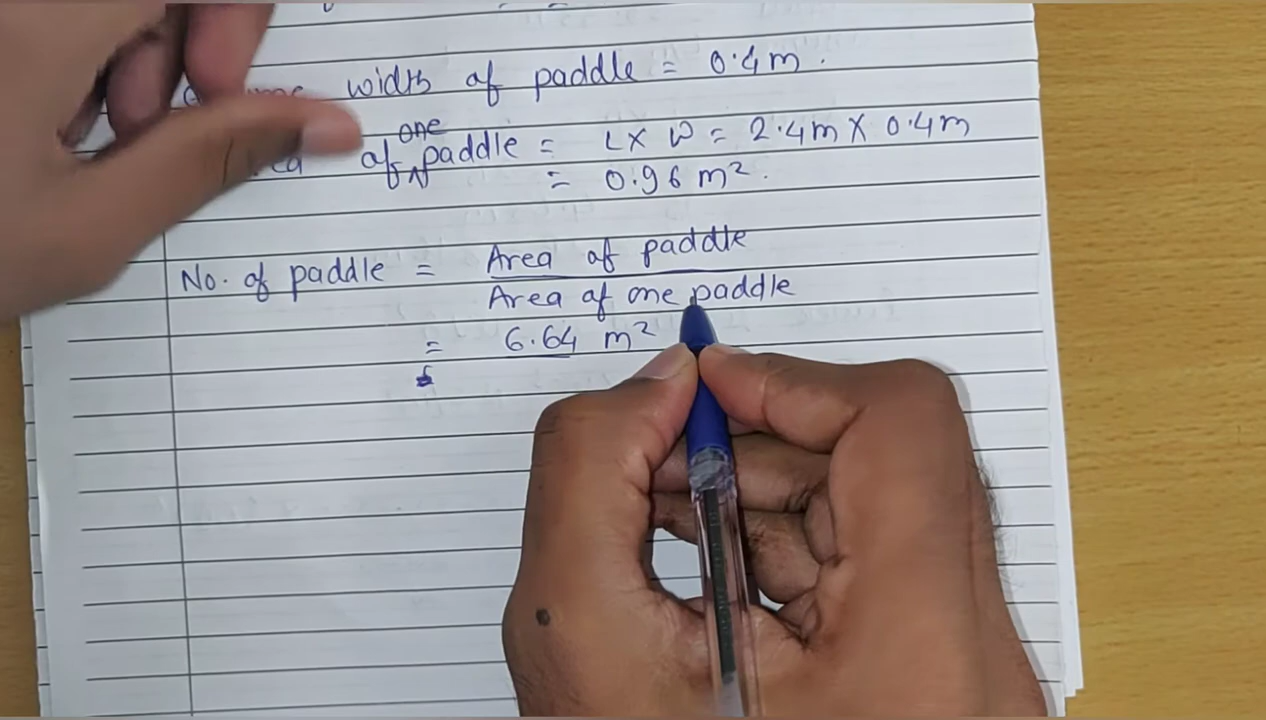 width of paddle = 0.4m.
of one paddle = L X W = 2.4m X 0.4m
= 0.96 m².
No. of paddle = Area of paddle
Area of one paddle
= 6.64 m²